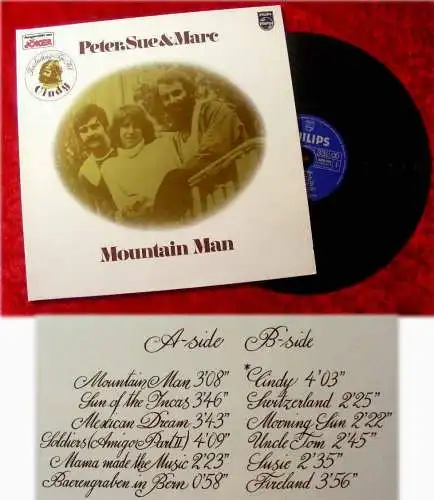 JOKER
PHILIPS
Peter, Sue & Marc
Cindy
PHILIPS
Mountain Man
A-side
Mountain Man 3'08"
Sun of the Incas 3'46"
Mexican Dream 3'43"
Soldiers (Amigo Part II) 4'09"
Mama made the Music 2'23"
Baerengraben in Bern 0'58"
B-side
*Cindy 4'03"
Switzerland 2'25"
Morning Sun 2'22"
Uncle Tom 2'45"
Susie 2'35"
Fireland 3'56"